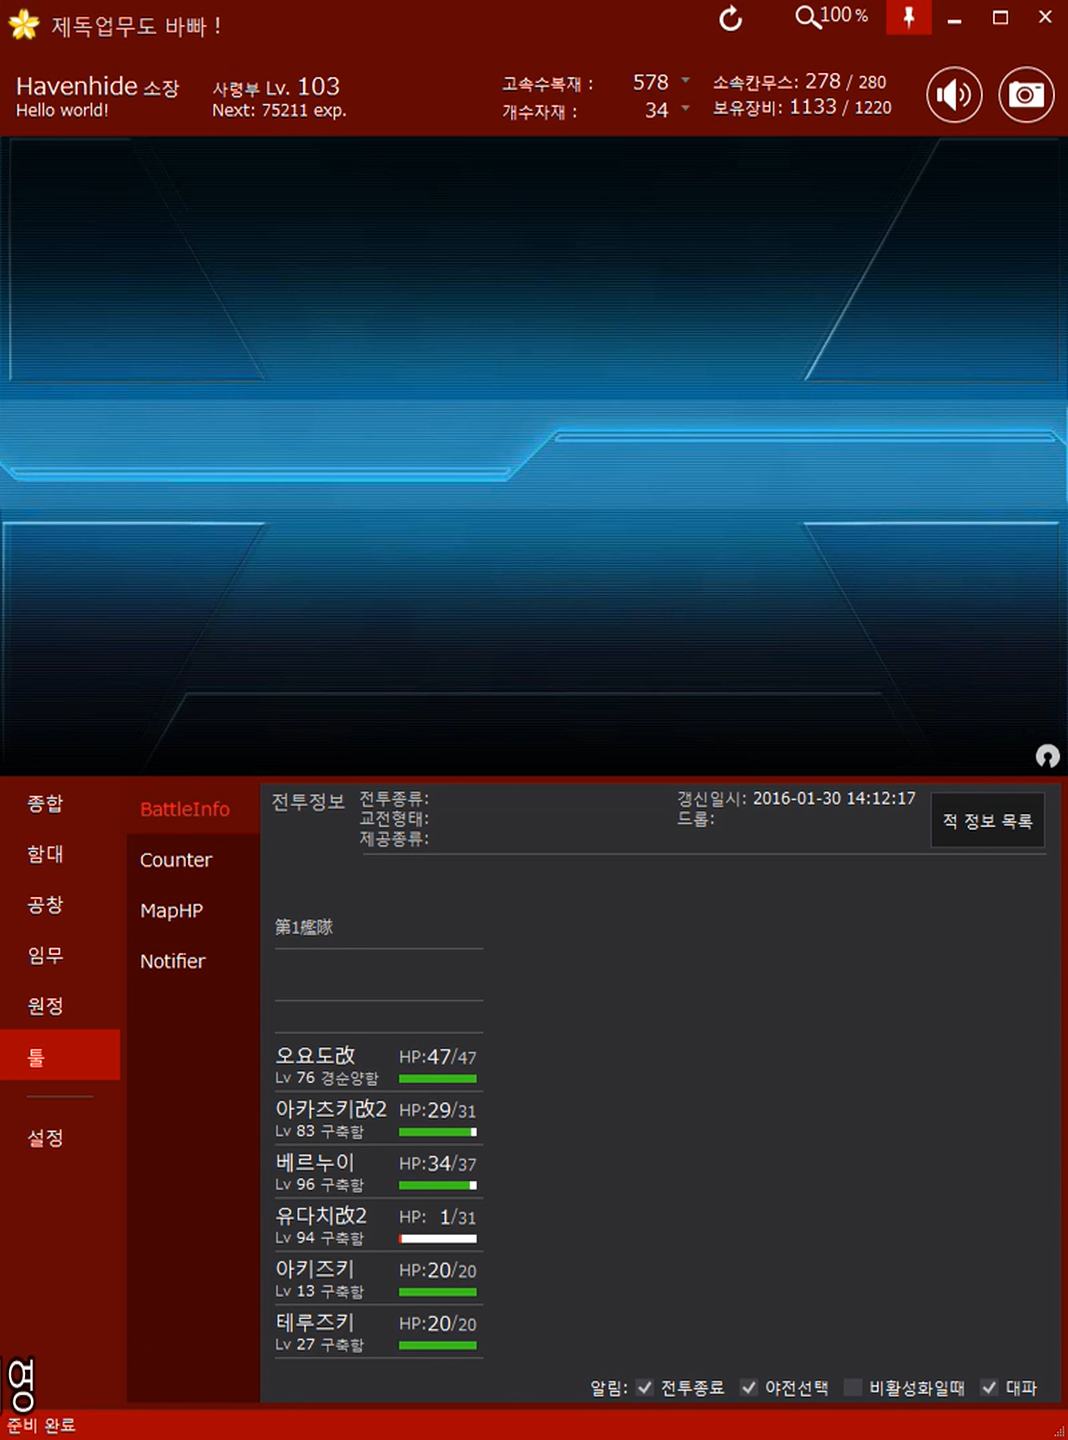 제독업무도 바빠 !
100 %
Havenhide 소장
Hello world!
사령부 Lv. 103
Next: 75211 exp.
고속수복재 : 578
개수자재 : 34
소속칸무스: 278 / 280
보유장비: 1133 / 1220
종합
함대
공창
임무
원정
툴
설정
BattleInfo
Counter
MapHP
Notifier
전투정보
전투종류:
교전형태:
제공종류:
갱신일시: 2016-01-30 14:12:17
드롭:
적 정보 목록
第1艦隊
오요도改 HP:47/47
Lv 76 경순양함
아카츠키改2 HP:29/31
Lv 83 구축함
베르누이 HP:34/37
Lv 96 구축함
유다치改2 HP: 1/31
Lv 94 구축함
아키즈키 HP:20/20
Lv 13 구축함
테루즈키 HP:20/20
Lv 27 구축함
알림: 전투종료 야전선택 비활성화일때 대파
영
준비 완료